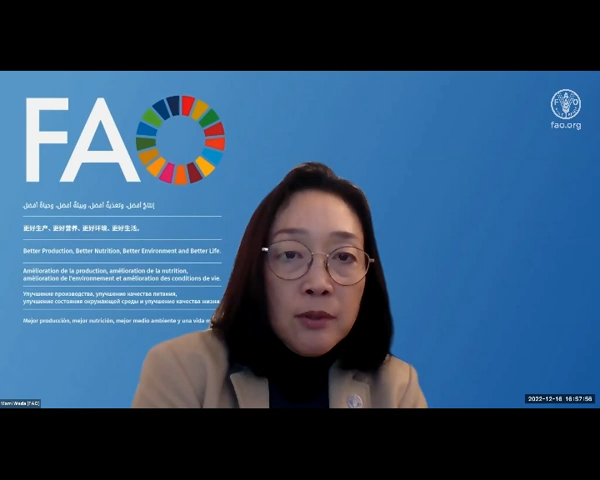 FAO
FAO
fao.org
إنتاج أفضل، وتغذية أفضل، وبيئة أفضل، وحياة أفضل.
更好生产、更好营养、更好环境、更好生活。
Better Production, Better Nutrition, Better Environment and Better Life.
Amélioration de la production, amélioration de la nutrition,
amélioration de l'environnement et amélioration des conditions de vie.
Улучшение производства, улучшение качества питания,
улучшение состояния окружающей среды и улучшение качества жизни
Mejor producción, mejor nutrición, mejor medio ambiente y una vida m
[FAO]
2022-12-16 16:57:56